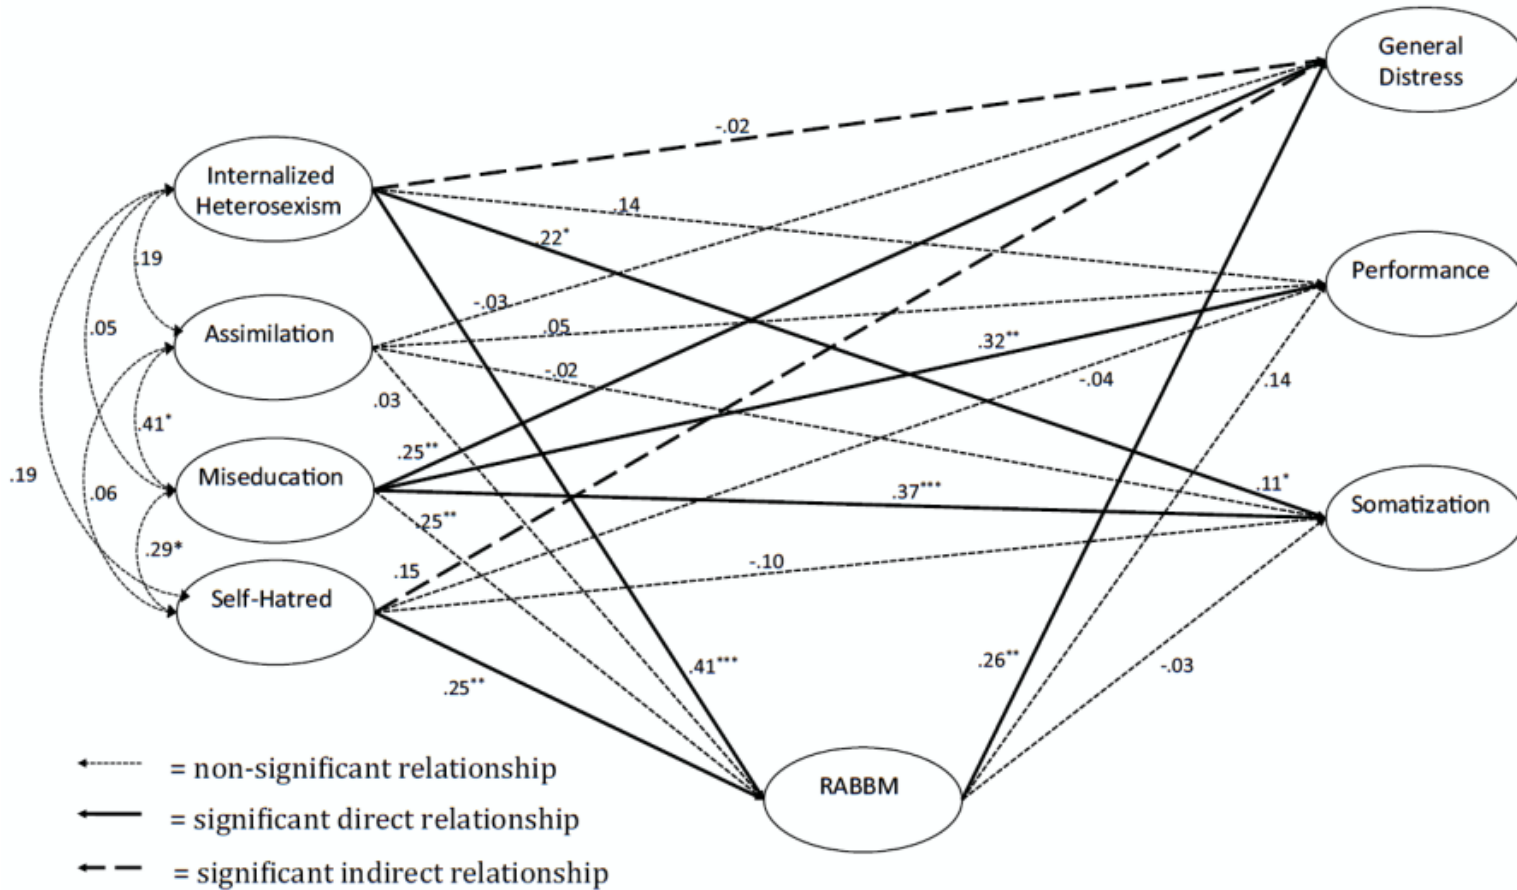 General
Distress
-.02
Internalized
Heterosexism
.14
.22*
.19
Performance
-.03
.05
.05
Assimilation
.32**
-.02
-.04
.14
.03
.41*
.25**
.19
Miseducation
.06
.37***
.11*
Somatization
.25**
.29*
-.10
.15
Self-Hatred
.41***
.26**
-.03
.25**
= non-significant relationship
RABBM
= significant direct relationship
= significant indirect relationship